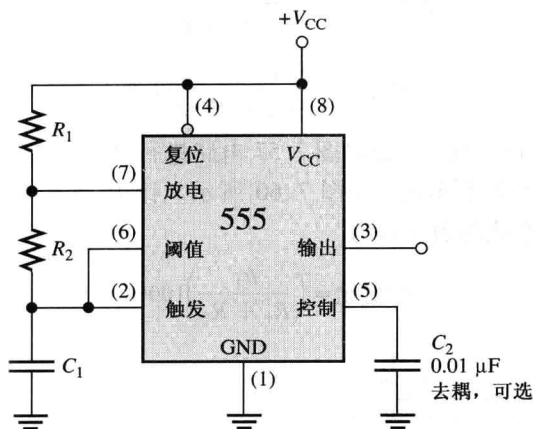 +VCC
(4)
(8)
R1
复位
VCC
(7)
放电
555
R2
(6)
阈值
输出
(3)
(2)
触发
控制
(5)
GND
C1
(1)
C2
0.01 μF
去耦，可选